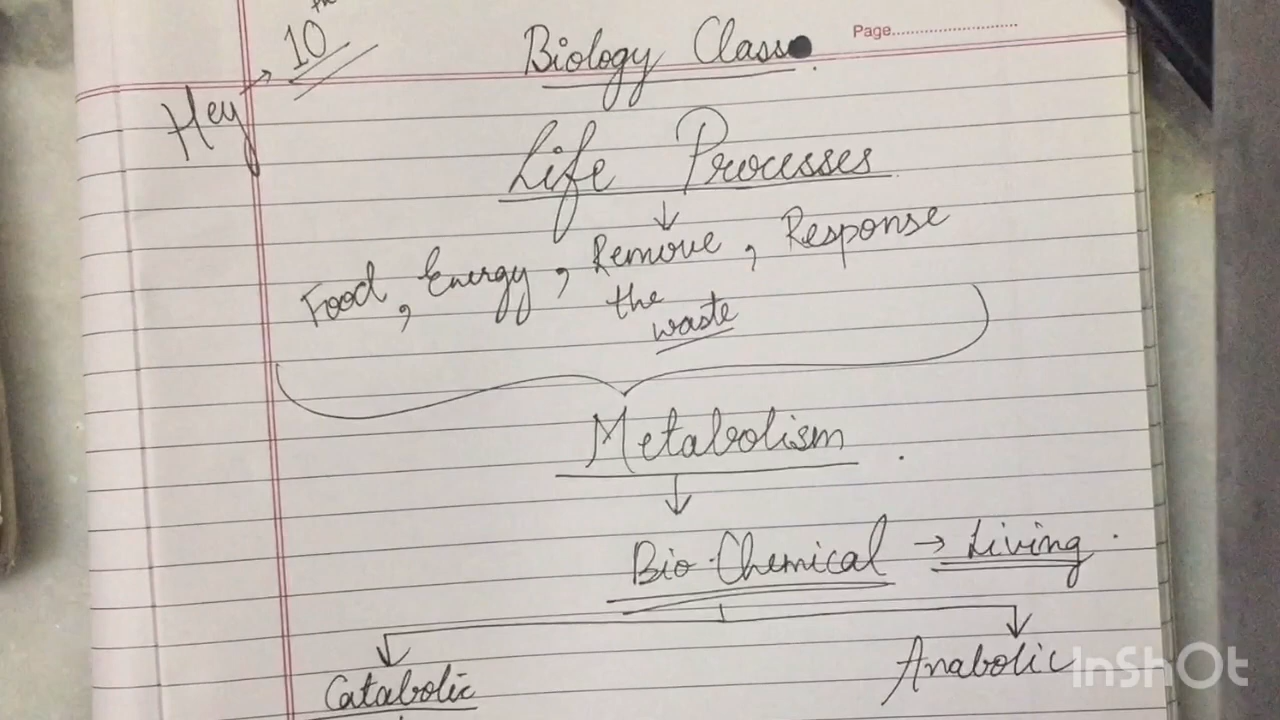 10th
Biology Class
Page
Hey →
Life Processes
↓
Food, Energy, Remove, Response
the
waste
Metabolism
↓
Bio-Chemical → Living
Catabolic
Anabolic
InShOt